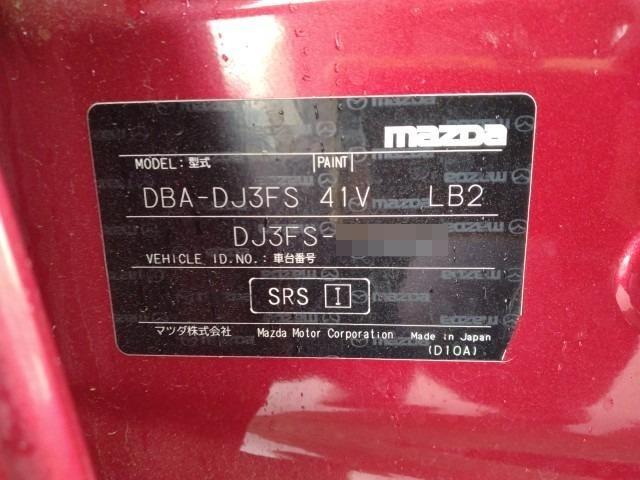 mazda
MODEL: 型式 PAINT
DBA-DJ3FS 41V LB2
DJ3FS-
VEHICLE ID.NO.: 車台番号
SRS I
マツダ株式会社 Mazda Motor Corporation Made in Japan
(D10A)